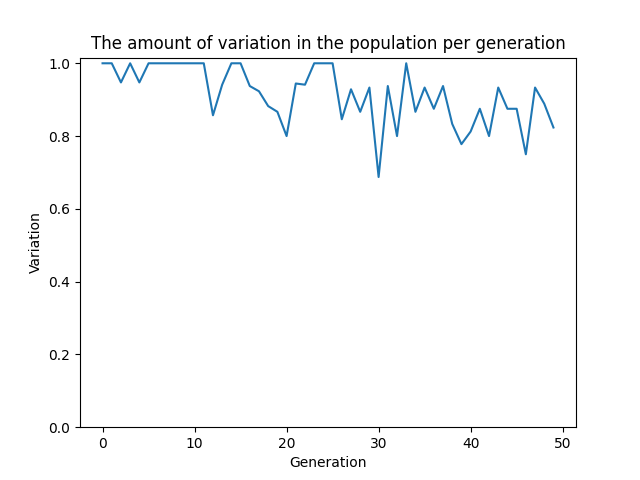 The amount of variation in the population per generation
1.0
0.8
0.6
0.4
0.2
0.0
Variation
0 10 20 30 40 50
Generation